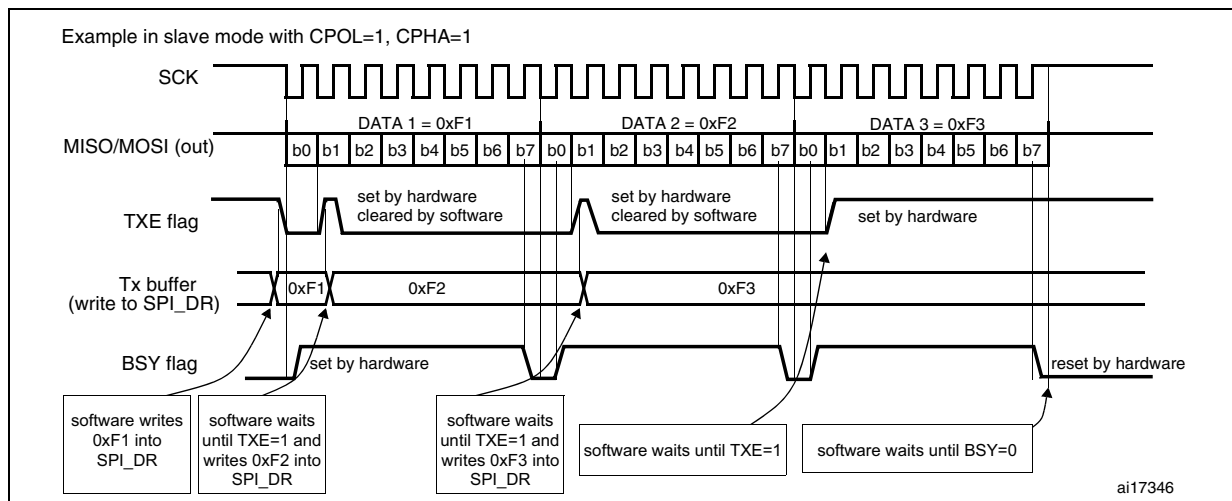 Example in slave mode with CPOL=1, CPHA=1
SCK
DATA 1 = 0xF1 DATA 2 = 0xF2 DATA 3 = 0xF3
MISO/MOSI (out) b0 b1 b2 b3 b4 b5 b6 b7 b0 b1 b2 b3 b4 b5 b6 b7 b0 b1 b2 b3 b4 b5 b6 b7
set by hardware
cleared by software
set by hardware
cleared by software
TXE flag
set by hardware
Tx buffer
(write to SPI_DR)
0xF1 0xF2 0xF3
BSY flag
set by hardware
reset by hardware
software writes
0xF1 into
SPI_DR
software waits
until TXE=1 and
writes 0xF2 into
SPI_DR
software waits
until TXE=1 and
writes 0xF3 into
SPI_DR
software waits until TXE=1
software waits until BSY=0
ai17346